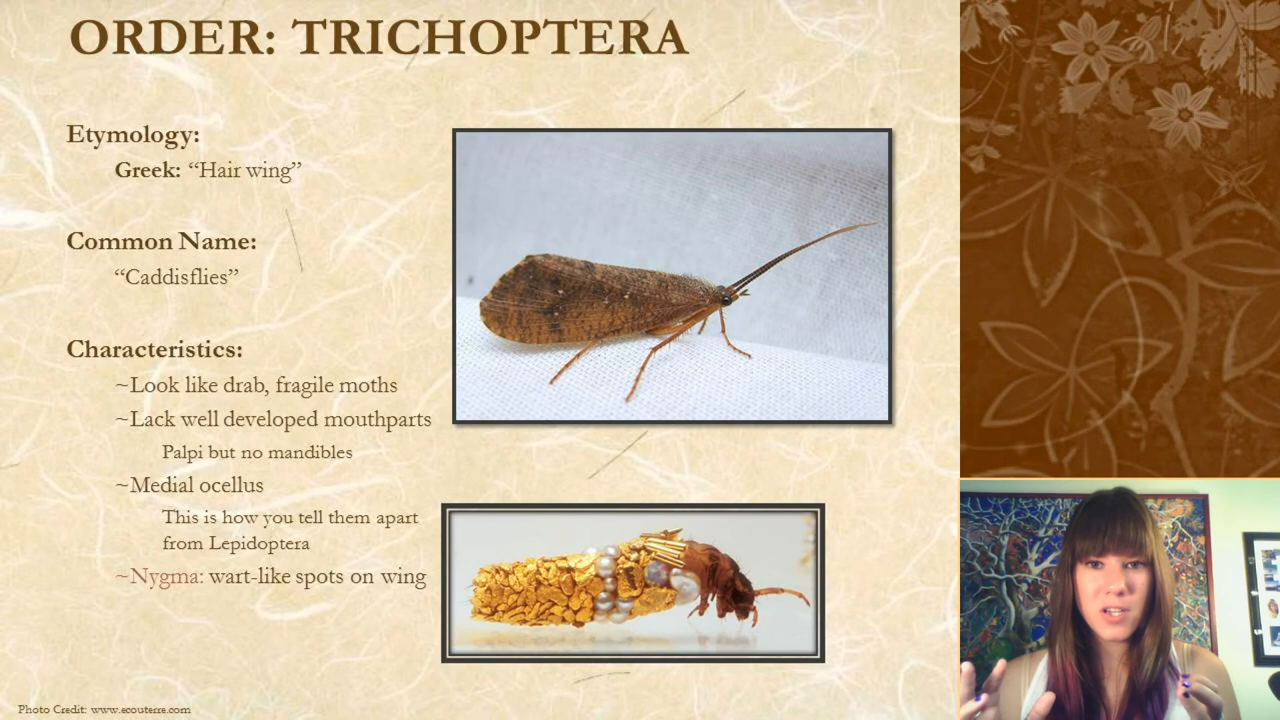 ORDER: TRICHOPTERA
Etymology:
Greek: “Hair wing”
Common Name:
“Caddisflies”
Characteristics:
~Look like drab, fragile moths
~Lack well developed mouthparts
Palpi but no mandibles
~Medial ocellus
This is how you tell them apart
from Lepidoptera
~Nygma: wart-like spots on wing
Photo Credit: www.ecouterre.com